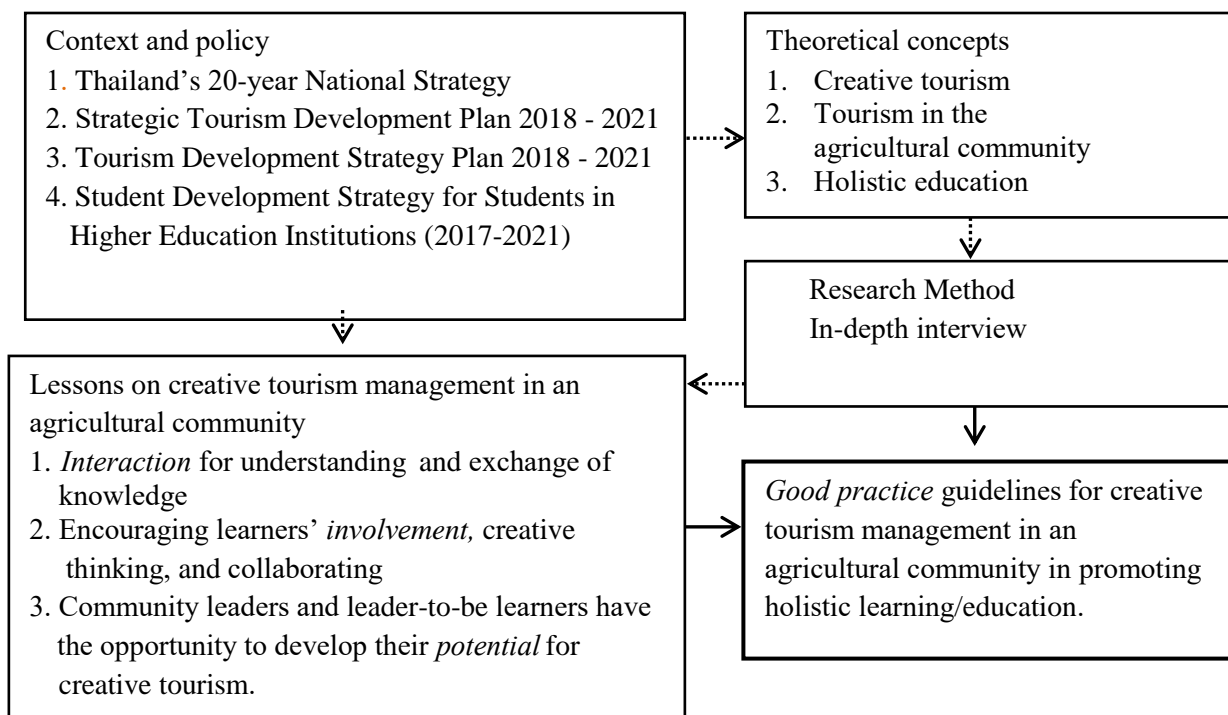 Context and policy
1. Thailand’s 20-year National Strategy
2. Strategic Tourism Development Plan 2018 - 2021
3. Tourism Development Strategy Plan 2018 - 2021
4. Student Development Strategy for Students in
Higher Education Institutions (2017-2021)
Theoretical concepts
1. Creative tourism
2. Tourism in the
agricultural community
3. Holistic education
Research Method
In-depth interview
Lessons on creative tourism management in an
agricultural community
1. Interaction for understanding and exchange of
knowledge
2. Encouraging learners’ involvement, creative
thinking, and collaborating
3. Community leaders and leader-to-be learners have
the opportunity to develop their potential for
creative tourism.
Good practice guidelines for creative
tourism management in an
agricultural community in promoting
holistic learning/education.